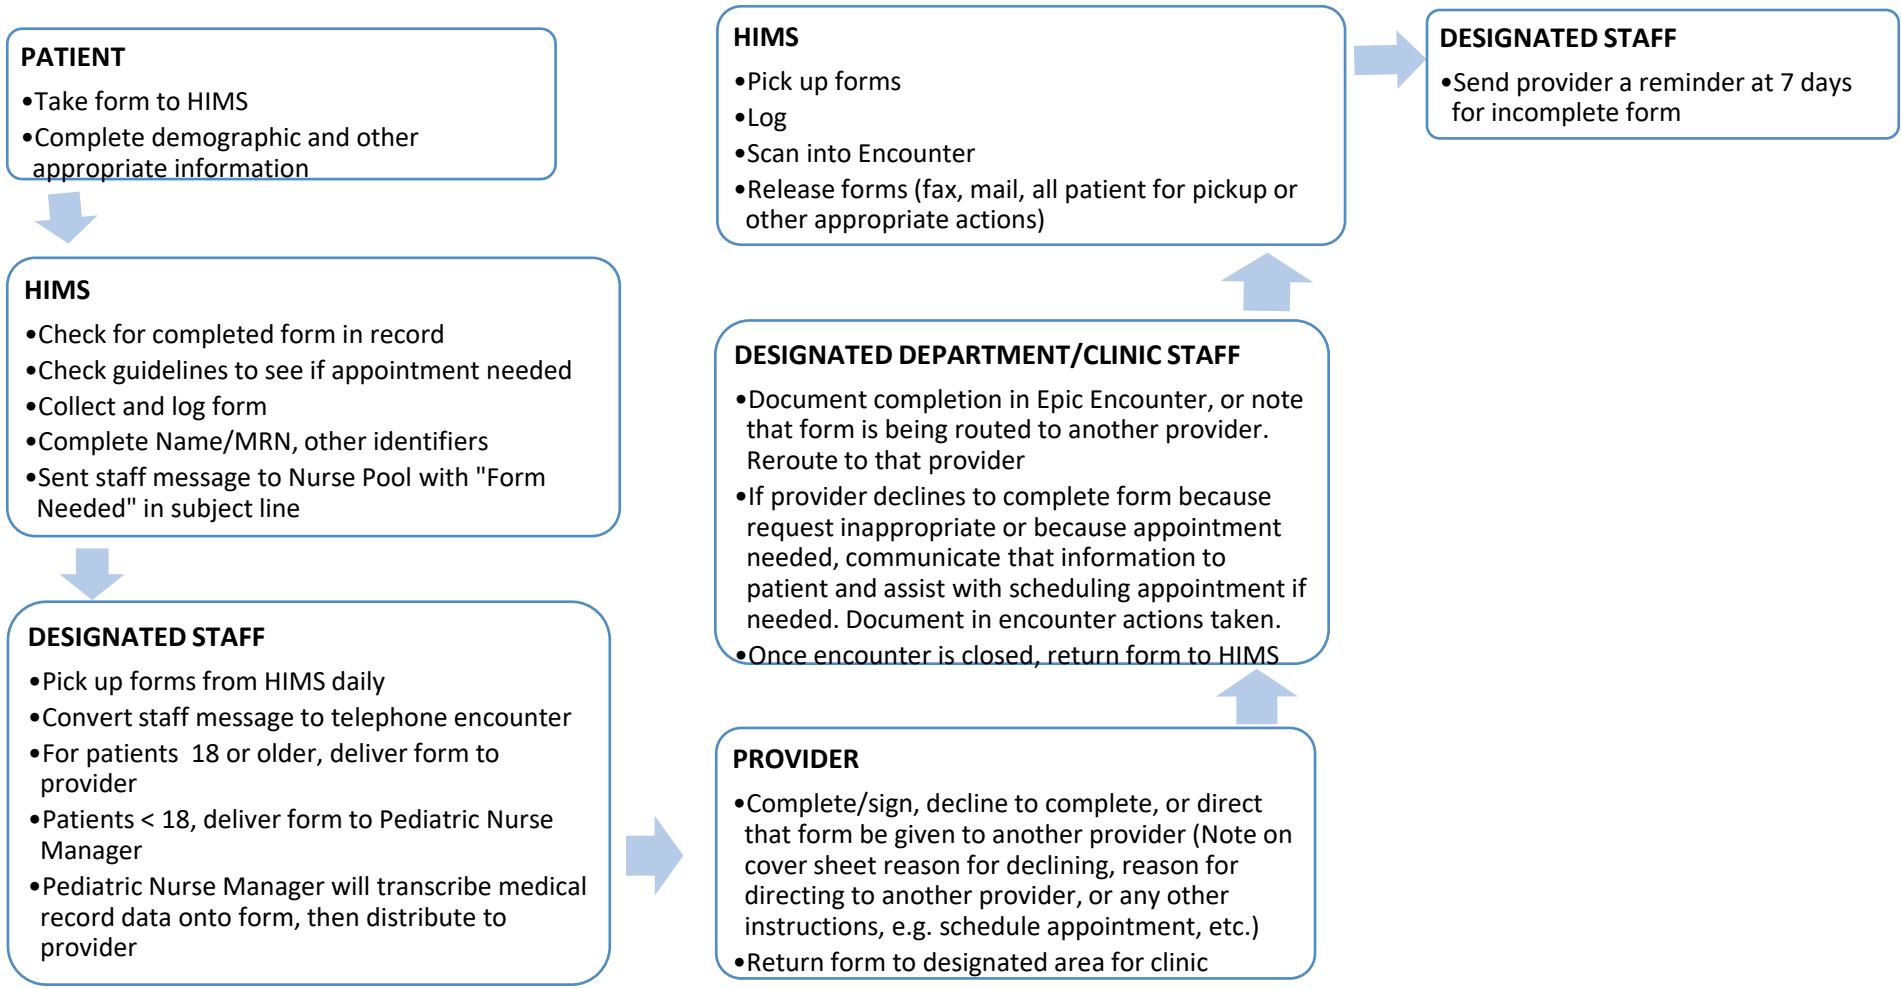 PATIENT
•Take form to HIMS
•Complete demographic and other
appropriate information
HIMS
•Check for completed form in record
•Check guidelines to see if appointment needed
•Collect and log form
•Complete Name/MRN, other identifiers
•Sent staff message to Nurse Pool with "Form
Needed" in subject line
DESIGNATED STAFF
•Pick up forms from HIMS daily
•Convert staff message to telephone encounter
•For patients  18 or older, deliver form to
provider
•Patients < 18, deliver form to Pediatric Nurse
Manager
•Pediatric Nurse Manager will transcribe medical
record data onto form, then distribute to
provider
PROVIDER
•Complete/sign, decline to complete, or direct
that form be given to another provider (Note on
cover sheet reason for declining, reason for
directing to another provider, or any other
instructions, e.g. schedule appointment, etc.)
•Return form to designated area for clinic
DESIGNATED DEPARTMENT/CLINIC STAFF
•Document completion in Epic Encounter, or note
that form is being routed to another provider.
Reroute to that provider
•If provider declines to complete form because
request inappropriate or because appointment
needed, communicate that information to
patient and assist with scheduling appointment if
needed. Document in encounter actions taken.
•Once encounter is closed, return form to HIMS
HIMS
•Pick up forms
•Log
•Scan into Encounter
•Release forms (fax, mail, all patient for pickup or
other appropriate actions)
DESIGNATED STAFF
•Send provider a reminder at 7 days
for incomplete form